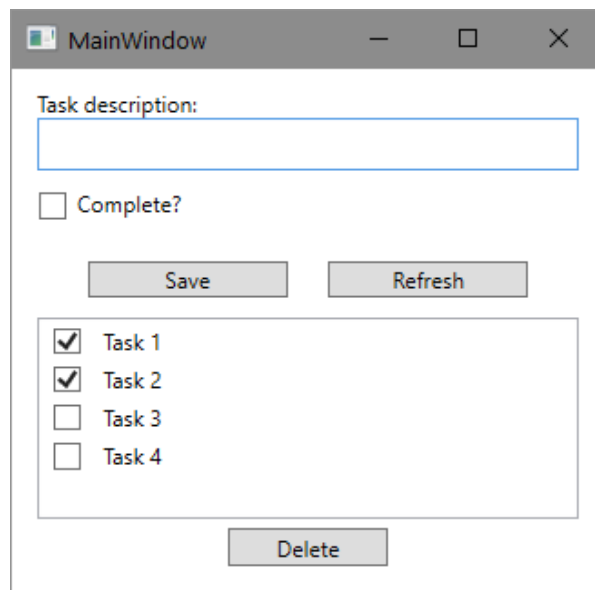 MainWindow
Task description:
Complete?
Save Refresh
Task 1
Task 2
Task 3
Task 4
Delete